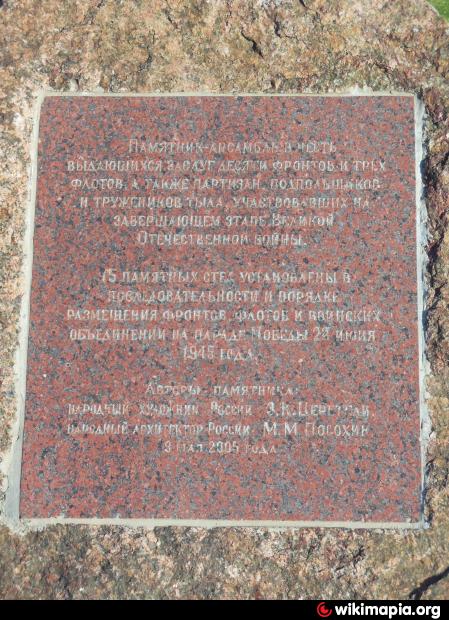 Памятник-ансамбль в честь
выдающихся заслуг десяти фронтов и трёх
флотов, а также партизан, подпольщиков
и тружеников тыла, участвовавших на
завершающем этапе Великой
Отечественной войны.
15 памятных стел установлены в
последовательности и порядке
размещения фронтов, флотов и воинских
объединений на параде Победы 24 июня
1945 года.
Авторы памятника:
народный художник России З.К.Церетели
народный архитектор России М.М.Посохин
9 мая 2005 года
wikimapia.org